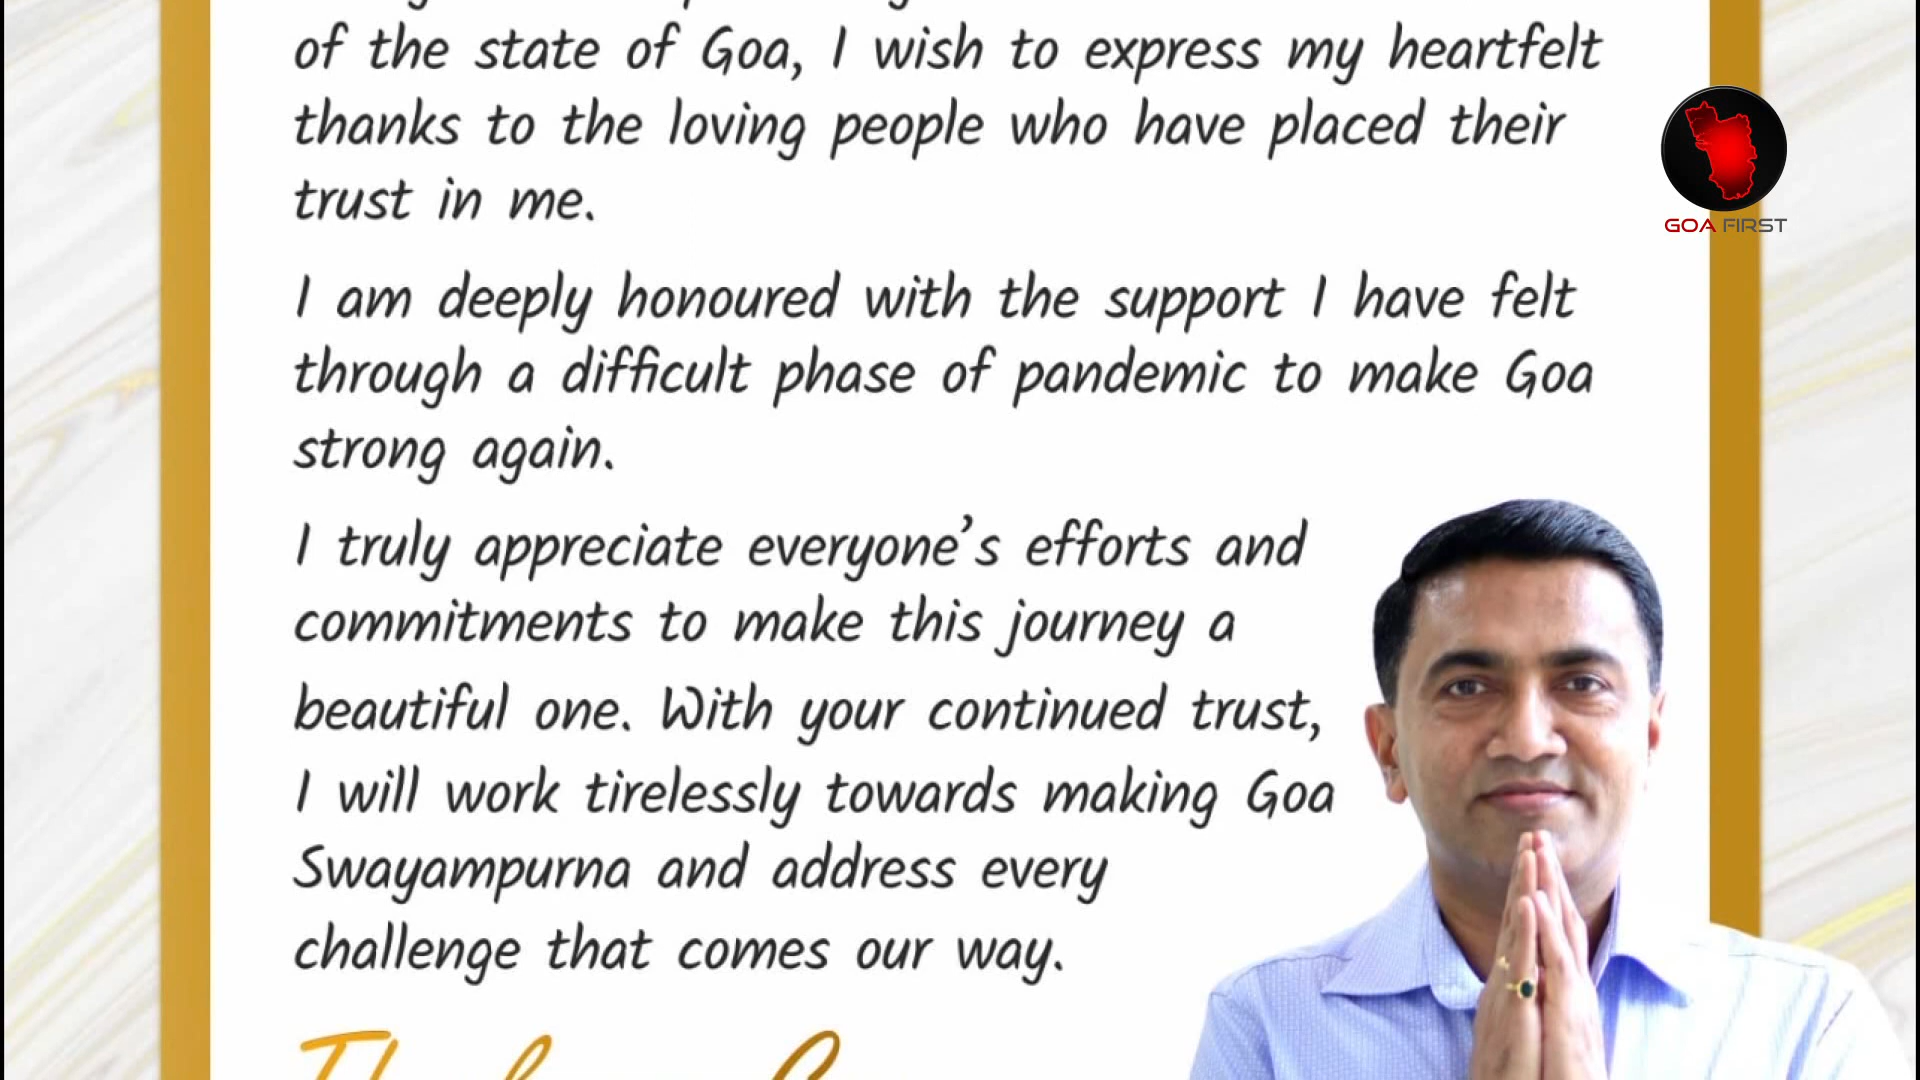 of the state of Goa, I wish to express my heartfelt
thanks to the loving people who have placed their
trust in me.
I am deeply honoured with the support I have felt
through a difficult phase of pandemic to make Goa
strong again.
I truly appreciate everyone's efforts and
commitments to make this journey a
beautiful one. With your continued trust,
I will work tirelessly towards making Goa
Swayampurna and address every
challenge that comes our way.
GOA FIRST